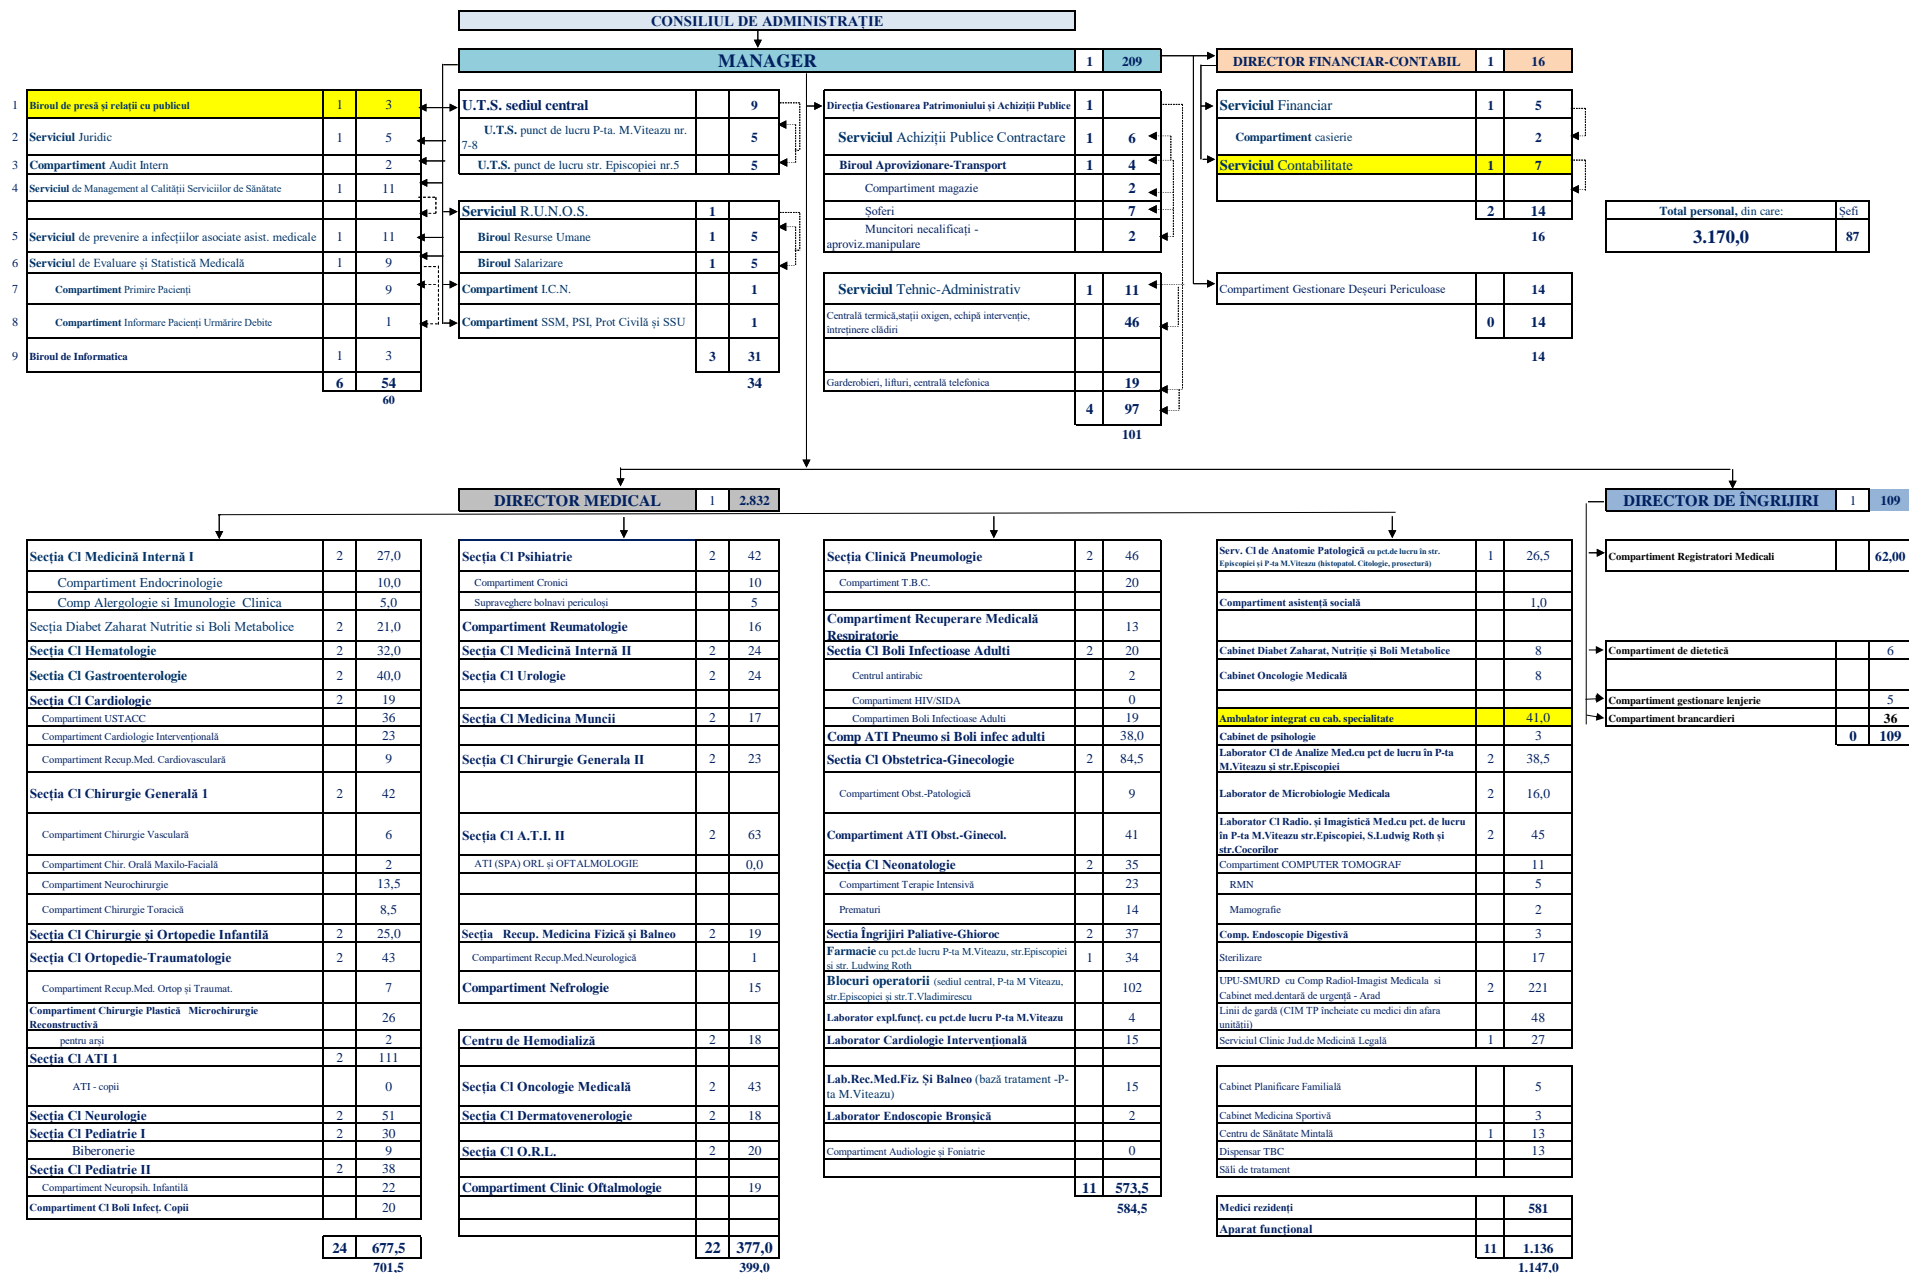 CONSILIUL DE ADMINISTRAȚIE
MANAGER 1 209
DIRECTOR FINANCIAR-CONTABIL 1 16
1 Biroul de presă și relații cu publicul 1 3
2 Serviciul Juridic 1 5
3 Compartiment Audit Intern 2
4 Serviciul de Management al Calității Serviciilor de Sănătate 1 11
5 Serviciul de prevenire a infecțiilor asociate asist. medicale 1 11
6 Serviciul de Evaluare și Statistică Medicală 1 9
7 Compartiment Primire Pacienți 9
8 Compartiment Informare Pacienți Urmărire Debite 1
9 Biroul de Informatica 1 3
6 54
60
U.T.S. sediul central 9
U.T.S. punct de lucru P-ta. M.Viteazu nr.
7-8 5
U.T.S. punct de lucru str. Episcopiei nr.5 5
Serviciul R.U.N.O.S. 1
Biroul Resurse Umane 1 5
Biroul Salarizare 1 5
Compartiment I.C.N. 1
Compartiment SSM, PSI, Prot Civilă și SSU 1
3 31
34
Direcția Gestionarea Patrimoniului și Achiziții Publice 1
Serviciul Achiziții Publice Contractare 1 6
Biroul Aprovizionare-Transport 1 4
Compartiment magazie 2
Șoferi 7
Muncitori necalificați -
aproviz.manipulare 2
Serviciul Tehnic-Administrativ 1 11
Centrală termică,stații oxigen, echipă intervenție,
întreținere clădiri 46
Garderobieri, lifturi, centrală telefonica 19
4 97
101
Serviciul Financiar 1 5
Compartiment casierie 2
Serviciul Contabilitate 1 7
2 14
16
Compartiment Gestionare Deșeuri Periculoase 14
0 14
14
Total personal, din care: Șefi
3.170,0 87
DIRECTOR MEDICAL 1 2.832
DIRECTOR DE ÎNGRIJIRI 1 109
Secția Cl Medicină Internă I 2 27,0
Compartiment Endocrinologie 10,0
Comp Alergologie si Imunologie Clinica 5,0
Secția Diabet Zaharat Nutritie si Boli Metabolice 2 21,0
Secția Cl Hematologie 2 32,0
Secția Cl Gastroenterologie 2 40,0
Secția Cl Cardiologie 2 19
Compartiment USTACC 36
Compartiment Cardiologie Intervențională 23
Compartiment Recup.Med. Cardiovasculară 9
Secția Cl Chirurgie Generală 1 2 42
Compartiment Chirurgie Vasculară 6
Compartiment Chir. Orală Maxilo-Facială 2
Compartiment Neurochirurgie 13,5
Compartiment Chirurgie Toracică 8,5
Secția Cl Chirurgie și Ortopedie Infantilă 2 25,0
Secția Cl Ortopedie-Traumatologie 2 43
Compartiment Recup.Med. Ortop și Traumat. 7
Compartiment Chirurgie Plastică Microchirurgie
Reconstructivă 26
pentru arși 2
Secția Cl ATI 1 2 111
ATI - copii 0
Secția Cl Neurologie 2 51
Secția Cl Pediatrie I 2 30
Biberonerie 9
Secția Cl Pediatrie II 2 38
Compartiment Neuropsih. Infantilă 22
Compartiment Cl Boli Infecț. Copii 20
24 677,5
701,5
Secția Cl Psihiatrie 2 42
Compartiment Cronici 10
Supraveghere bolnavi periculoși 5
Compartiment Reumatologie 16
Secția Cl Medicină Internă II 2 24
Secția Cl Urologie 2 24
Secția Cl Medicina Muncii 2 17
Secția Cl Chirurgie Generala II 2 23
Secția Cl A.T.I. II 2 63
ATI (SPA) ORL și OFTALMOLOGIE 0,0
Secția Recup. Medicina Fizică și Balneo 2 19
Compartiment Recup.Med.Neurologică 1
Compartiment Nefrologie 15
Centru de Hemodializă 2 18
Secția Cl Oncologie Medicală 2 43
Secția Cl Dermatovenerologie 2 18
Secția Cl O.R.L. 2 20
Compartiment Clinic Oftalmologie 19
22 377,0
399,0
Secția Clinică Pneumologie 2 46
Compartiment T.B.C. 20
Compartiment Recuperare Medicală
Respiratorie 13
Sectia Cl Boli Infectioase Adulti 2 20
Centrul antirabic 2
Compartiment HIV/SIDA 0
Compartimen Boli Infectioase Adulti 19
Comp ATI Pneumo si Boli infec adulti 38,0
Sectia Cl Obstetrica-Ginecologie 2 84,5
Compartiment Obst.-Patologică 9
Compartiment ATI Obst.-Ginecol. 41
Secția Cl Neonatologie 2 35
Compartiment Terapie Intensivă 23
Prematuri 14
Sectia Îngrijiri Paliative-Ghioroc 2 37
Farmacie cu pct.de lucru P-ta M.Viteazu, str.Episcopiei
si str. Ludwing Roth 1 34
Blocuri operatorii (sediul central, P-ta M Viteazu,
str.Episcopiei si str.T.Vladimirescu 102
Laborator expl.funcț. cu pct.de lucru P-ta M.Viteazu 4
Laborator Cardiologie Intervențională 15
Lab.Rec.Med.Fiz. Și Balneo (bază tratament -P-
ta M.Viteazu) 15
Laborator Endoscopie Bronșică 2
Compartiment Audiologie și Foniatrie 0
11 573,5
584,5
Serv. Cl de Anatomie Patologică cu pct.de lucru în str.
Episcopiei și P-ta M.Viteazu (histopatol. Citologie, prosectură) 1 26,5
Compartiment asistență socială 1,0
Cabinet Diabet Zaharat, Nutriție și Boli Metabolice 8
Cabinet Oncologie Medicală 8
Ambulator integrat cu cab. specialitate 41,0
Cabinet de psihologie 3
Laborator Cl de Analize Med.cu pct de lucru în P-ta
M.Viteazu și str.Episcopiei 2 38,5
Laborator de Microbiologie Medicala 2 16,0
Laborator Cl Radio. și Imagistică Med.cu pct. de lucru
în P-ta M.Viteazu str.Episcopiei, S.Ludwig Roth și
str.Cocorilor 2 45
Compartiment COMPUTER TOMOGRAF 11
RMN 5
Mamografie 2
Comp. Endoscopie Digestivă 3
Sterilizare 17
UPU-SMURD cu Comp Radiol-Imagist Medicala si
Cabinet med.dentară de urgență - Arad 2 221
Linii de gardă (CIM TP încheiate cu medici din afara
unității) 48
Serviciul Clinic Jud.de Medicină Legală 1 27
Cabinet Planificare Familială 5
Cabinet Medicina Sportivă 3
Centru de Sănătate Mintală 1 13
Dispensar TBC 13
Săli de tratament
Medici rezidenți 581
Aparat funcțional
11 1.136
1.147,0
Compartiment Registratori Medicali 62,00
Compartiment de dietetică 6
Compartiment gestionare lenjerie 5
Compartiment brancardieri 36
0 109